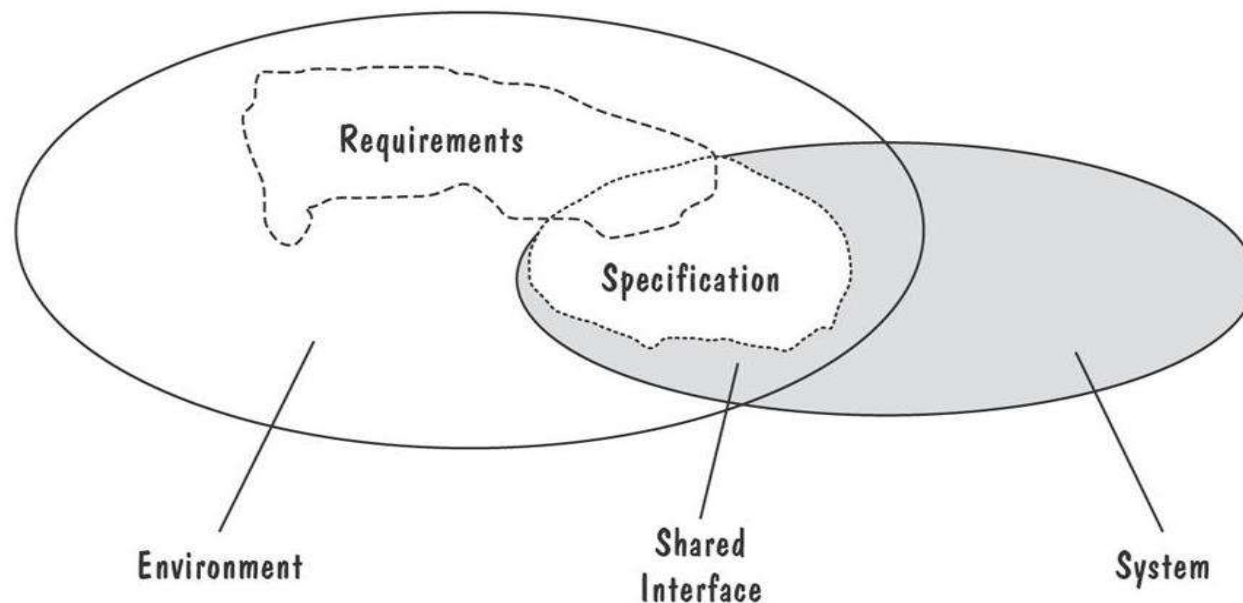 Requirements
Specification
Environment
Shared
Interface
System